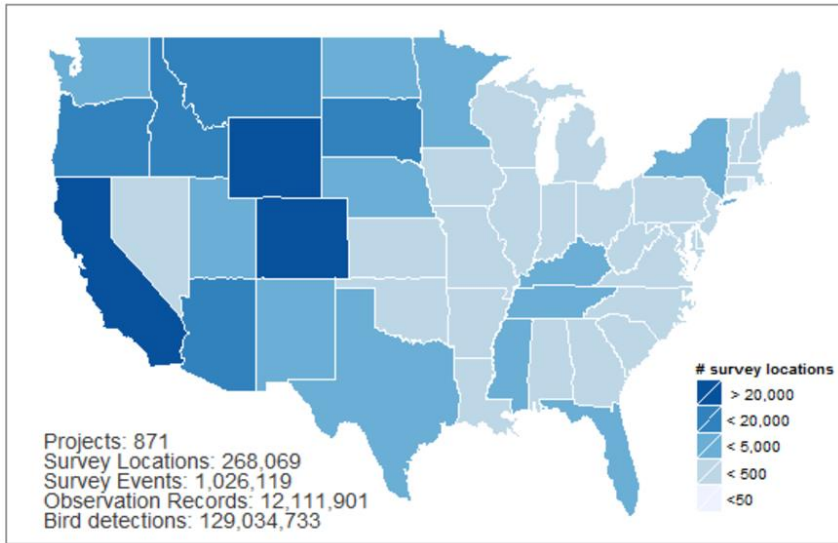 # survey locations
> 20,000
< 20,000
< 5,000
< 500
<50
Projects: 871
Survey Locations: 268,069
Survey Events: 1,026,119
Observation Records: 12,111,901
Bird detections: 129,034,733